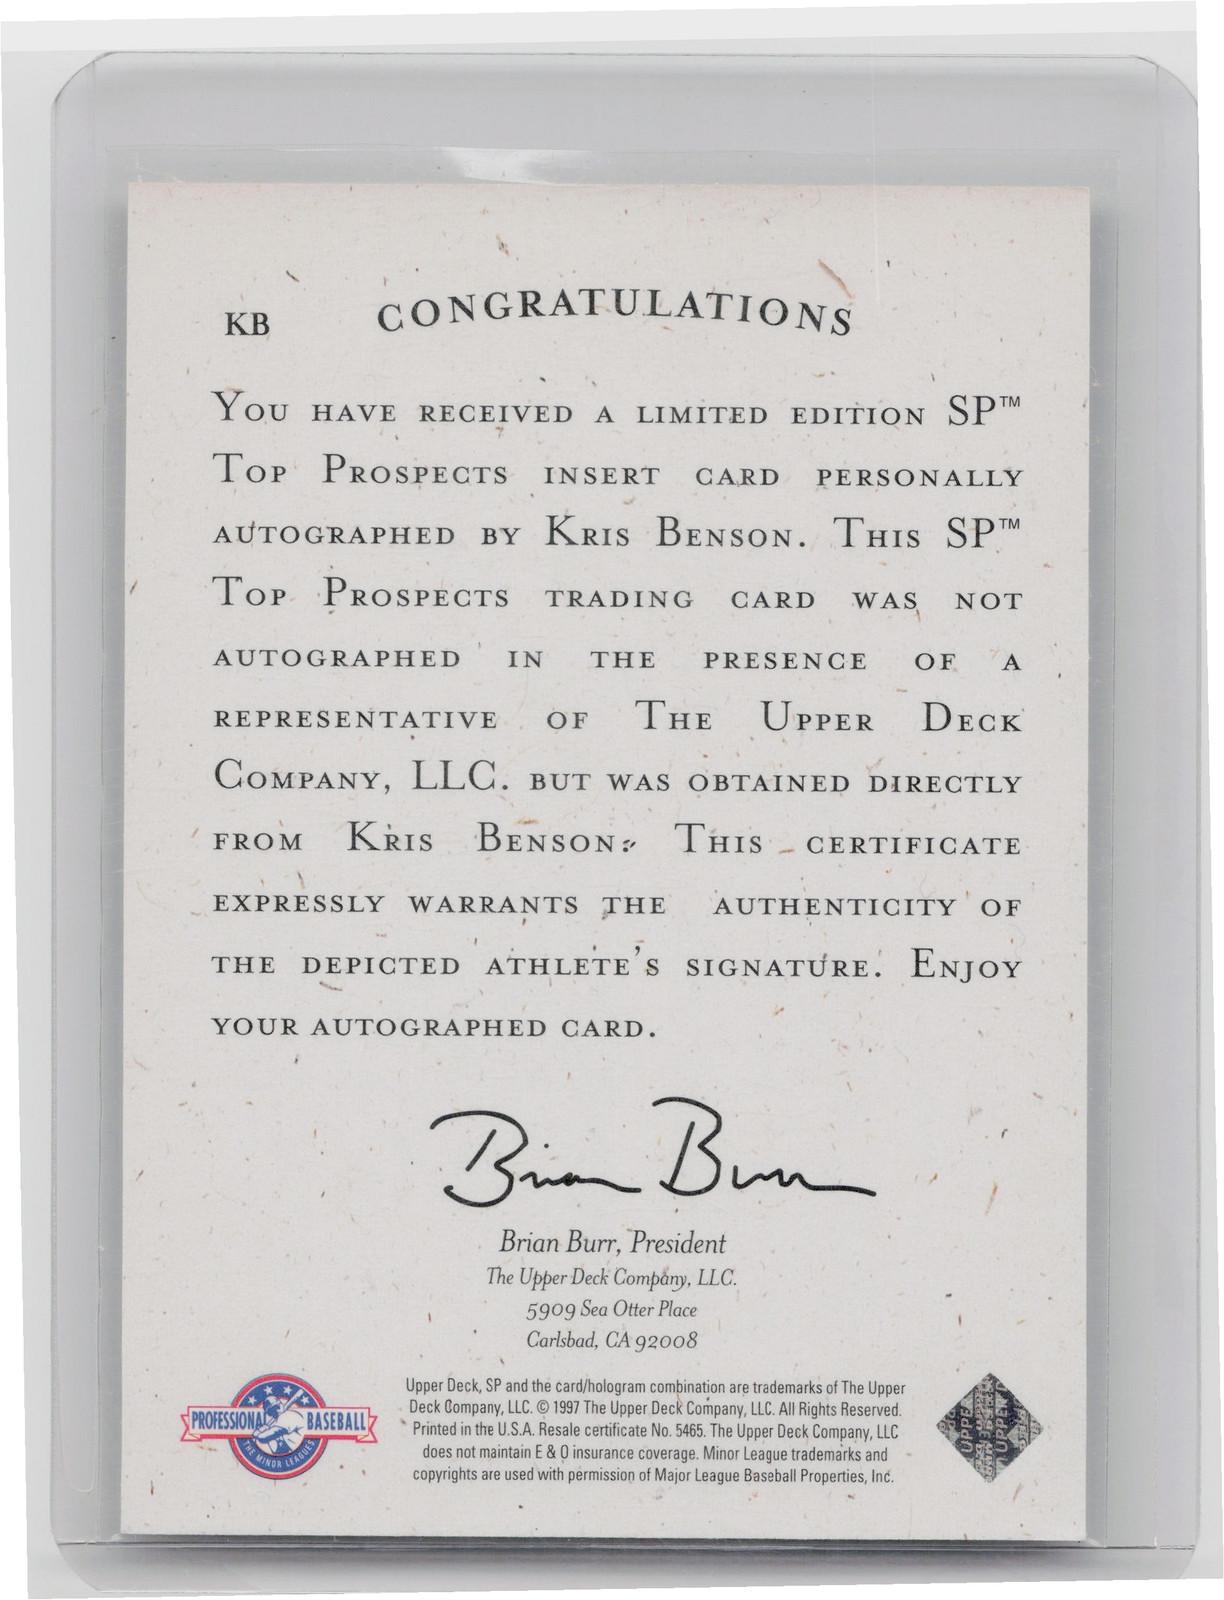 KB CONGRATULATIONS
YOU HAVE RECEIVED A LIMITED EDITION SP™
TOP PROSPECTS INSERT CARD PERSONALLY
AUTOGRAPHED BY KRIS BENSON. THIS SP™
TOP PROSPECTS TRADING CARD WAS NOT
AUTOGRAPHED IN THE PRESENCE OF A
REPRESENTATIVE OF THE UPPER DECK
COMPANY, LLC. BUT WAS OBTAINED DIRECTLY
FROM KRIS BENSON. THIS CERTIFICATE
EXPRESSLY WARRANTS THE AUTHENTICITY OF
THE DEPICTED ATHLETE'S SIGNATURE. ENJOY
YOUR AUTOGRAPHED CARD.
Brian Burr
Brian Burr, President
The Upper Deck Company, LLC.
5909 Sea Otter Place
Carlsbad, CA 92008
PROFESSIONAL BASEBALL
THE MINOR LEAGUES
Upper Deck, SP and the card/hologram combination are trademarks of The Upper
Deck Company, LLC. © 1997 The Upper Deck Company, LLC. All Rights Reserved.
Printed in the U.S.A. Resale certificate No. 5465. The Upper Deck Company, LLC
does not maintain E & O insurance coverage. Minor League trademarks and
copyrights are used with permission of Major League Baseball Properties, Inc.